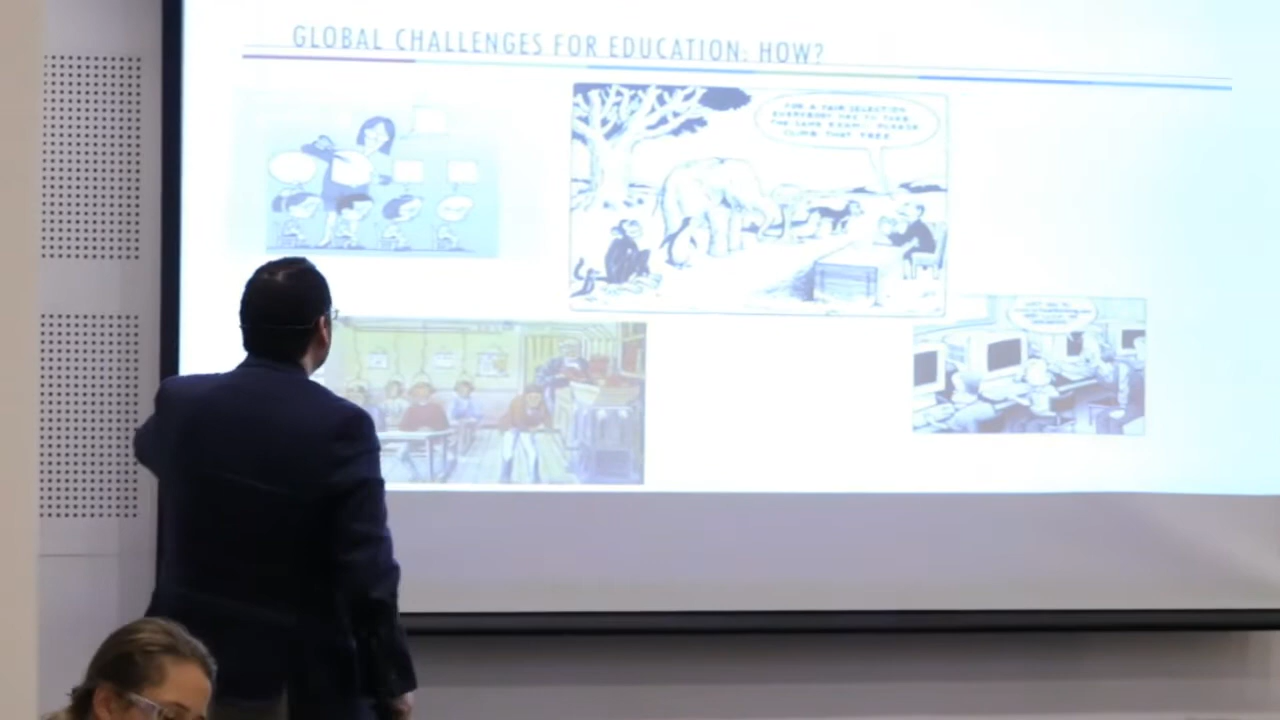 GLOBAL CHALLENGES FOR EDUCATION: HOW?
FOR A FAIR SELECTION
EVERYBODY HAS TO TAKE
THE SAME EXAM: PLEASE
CLIMB THAT TREE